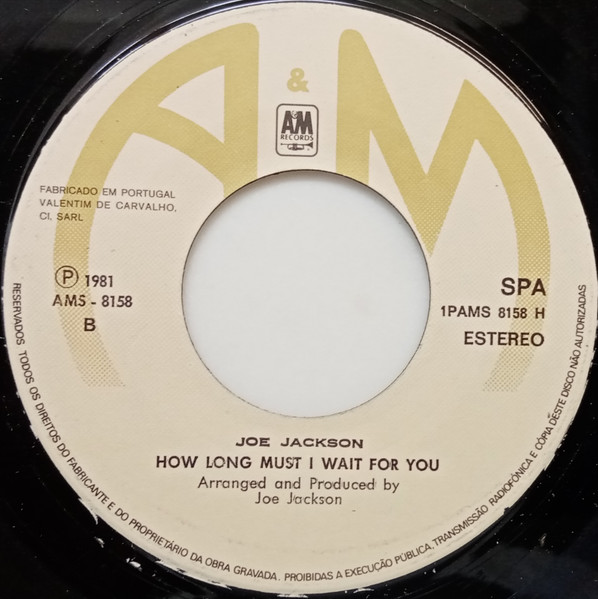 A & M
AM
RECORDS
FABRICADO EM PORTUGAL
VALENTIM DE CARVALHO,
CI, SARL
Ⓟ 1981
AMS - 8158
B
SPA
1PAMS 8158 H
ESTEREO
JOE JACKSON
HOW LONG MUST I WAIT FOR YOU
Arranged and Produced by
Joe Jackson
RESERVADOS TODOS OS DIREITOS DO FABRICANTE E DO PROPRIETÁRIO DA OBRA GRAVADA. PROIBIDAS A EXECUÇÃO PÚBLICA, TRANSMISSÃO RADIOFÓNICA E CÓPIA DESTE DISCO NÃO AUTORIZADAS